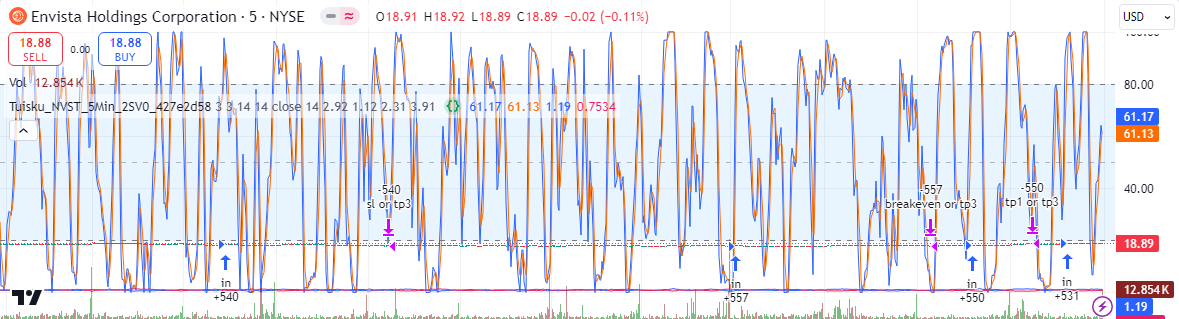 Envista Holdings Corporation · 5 · NYSE O18.91 H18.92 L18.89 C18.89 −0.02 (−0.11%)
USD
18.88
SELL
0.00
18.88
BUY
Vol 12.854 K
Tuisku_NVST_5Min_2SV0_427e2d58 3 3 14 14 close 14 2.92 1.12 2.31 3.91 61.17 61.13 1.19 0.7534
80.00
61.17
61.13
40.00
-540
sl or tp3
-557
breakeven or tp3
-550
tp1 or tp3
18.89
in
+540
in
+557
in
+550
in
+531
12.854 K
1.19